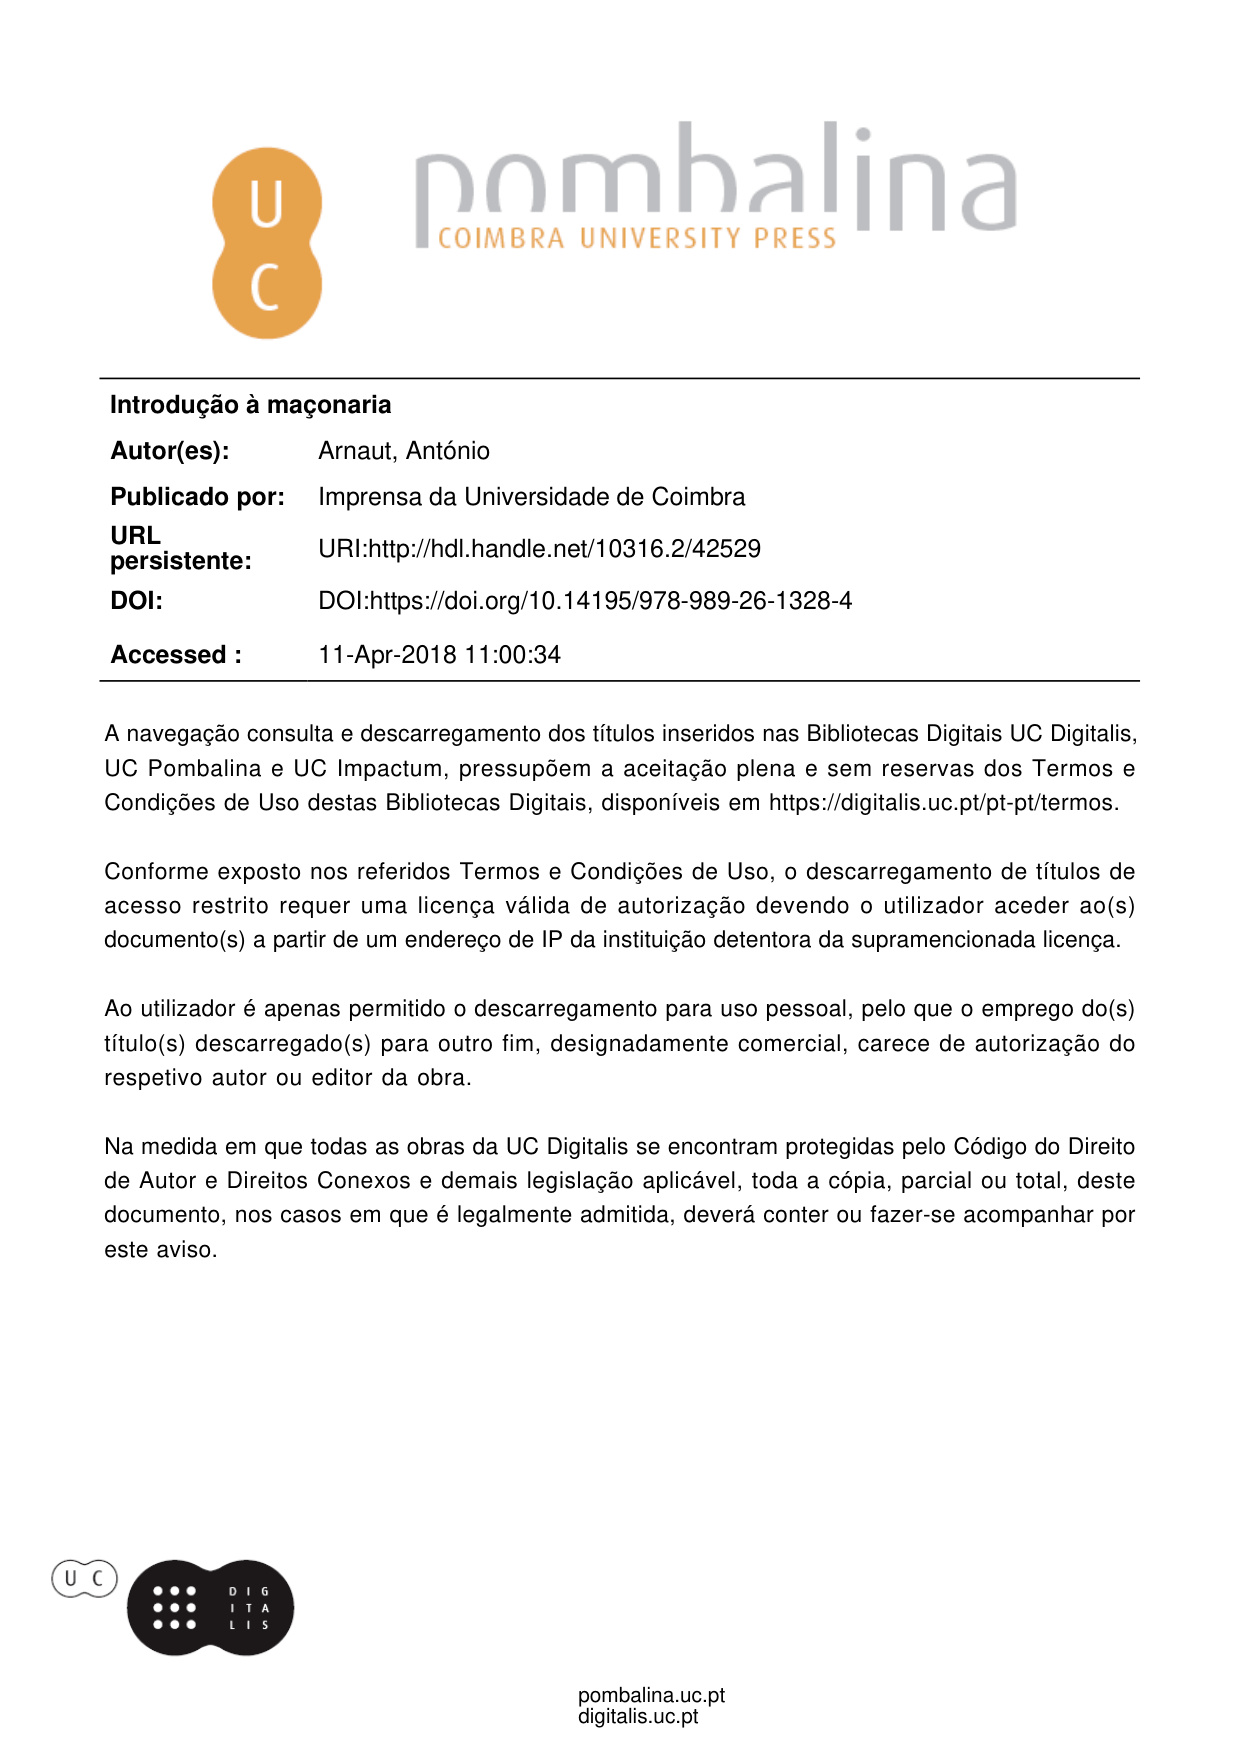 U
C
pombalina
COIMBRA UNIVERSITY PRESS
Introdução à maçonaria
Autor(es): Arnaut, António
Publicado por: Imprensa da Universidade de Coimbra
URL
persistente: URI:http://hdl.handle.net/10316.2/42529
DOI: DOI:https://doi.org/10.14195/978-989-26-1328-4
Accessed : 11-Apr-2018 11:00:34
A navegação consulta e descarregamento dos títulos inseridos nas Bibliotecas Digitais UC Digitalis,
UC Pombalina e UC Impactum, pressupõem a aceitação plena e sem reservas dos Termos e
Condições de Uso destas Bibliotecas Digitais, disponíveis em https://digitalis.uc.pt/pt-pt/termos.
Conforme exposto nos referidos Termos e Condições de Uso, o descarregamento de títulos de
acesso restrito requer uma licença válida de autorização devendo o utilizador aceder ao(s)
documento(s) a partir de um endereço de IP da instituição detentora da supramencionada licença.
Ao utilizador é apenas permitido o descarregamento para uso pessoal, pelo que o emprego do(s)
título(s) descarregado(s) para outro fim, designadamente comercial, carece de autorização do
respetivo autor ou editor da obra.
Na medida em que todas as obras da UC Digitalis se encontram protegidas pelo Código do Direito
de Autor e Direitos Conexos e demais legislação aplicável, toda a cópia, parcial ou total, deste
documento, nos casos em que é legalmente admitida, deverá conter ou fazer-se acompanhar por
este aviso.
U C
D I G
I T A
L I S
pombalina.uc.pt
digitalis.uc.pt